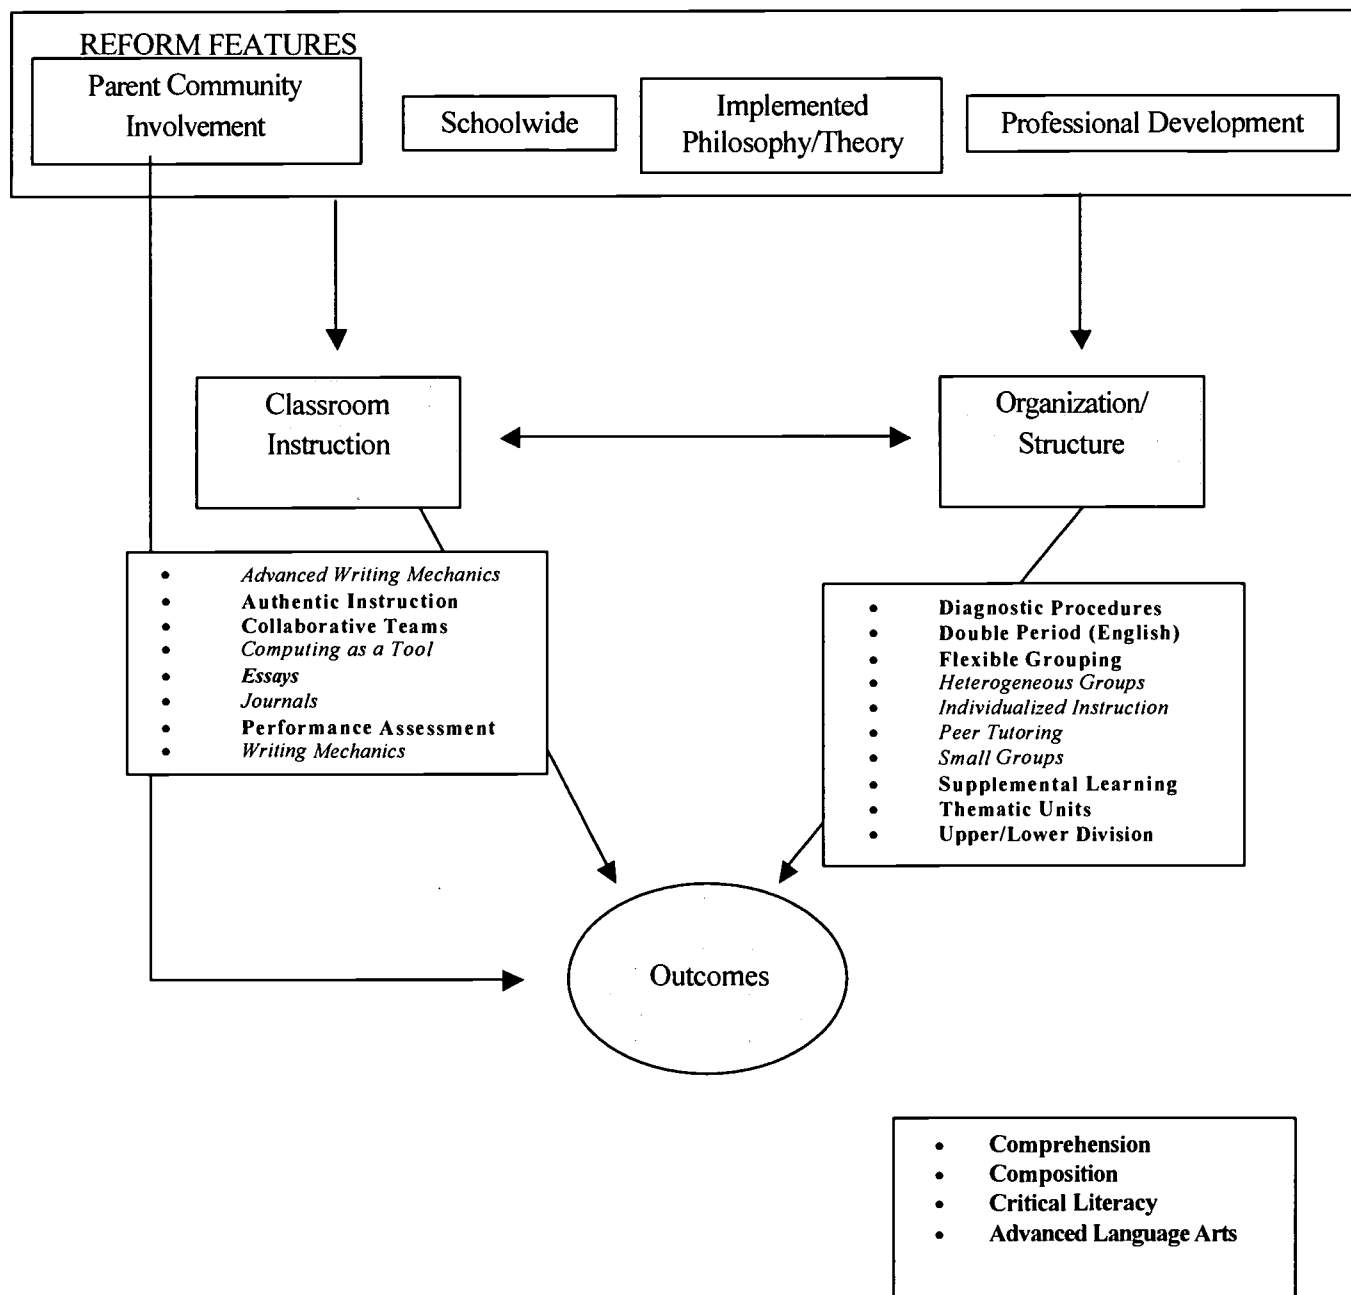 REFORM FEATURES
Parent Community
Involvement
Schoolwide
Implemented
Philosophy/Theory
Professional Development
Classroom
Instruction
Organization/
Structure
• Advanced Writing Mechanics
• Authentic Instruction
• Collaborative Teams
• Computing as a Tool
• Essays
• Journals
• Performance Assessment
• Writing Mechanics
• Diagnostic Procedures
• Double Period (English)
• Flexible Grouping
• Heterogeneous Groups
• Individualized Instruction
• Peer Tutoring
• Small Groups
• Supplemental Learning
• Thematic Units
• Upper/Lower Division
Outcomes
• Comprehension
• Composition
• Critical Literacy
• Advanced Language Arts